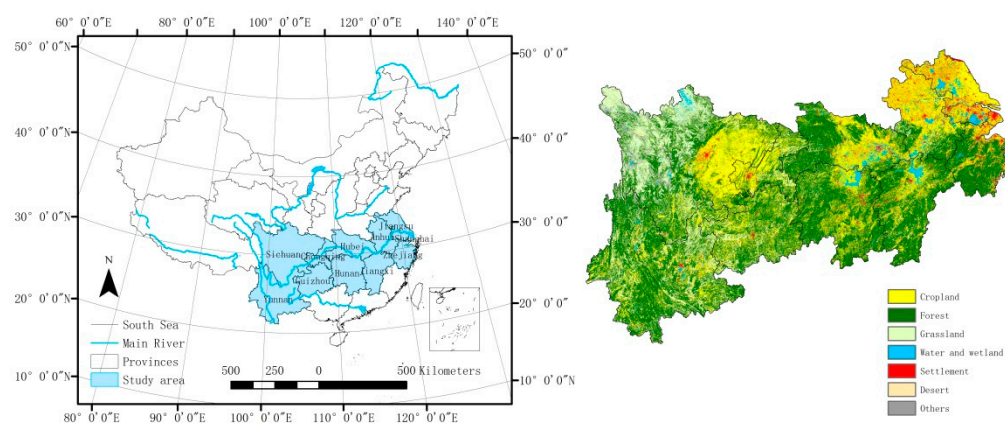 60° 0′0″E 80° 0′0″E 100° 0′0″E 120° 0′0″E 140° 0′0″E
50° 0′0″N
50° 0′0″
40° 0′0″N
40° 0′0″N
30° 0′0″N
30° 0′0″N
20° 0′0″N
20° 0′0″N
10° 0′0″N
10° 0′0″N
Jiangsu
Anhui
Shanghai
Hubei
Sichuan
Chongqing
Zhejiang
Hunan
Jiangxi
Guizhou
Yunnan
N
South Sea
Main River
Provinces
Study area
500 250 0 500 Kilometers
80° 0′0″E 90° 0′0″E 100° 0′0″E 110° 0′0″E 120° 0′0″E
Cropland
Forest
Grassland
Water and wetland
Settlement
Desert
Others